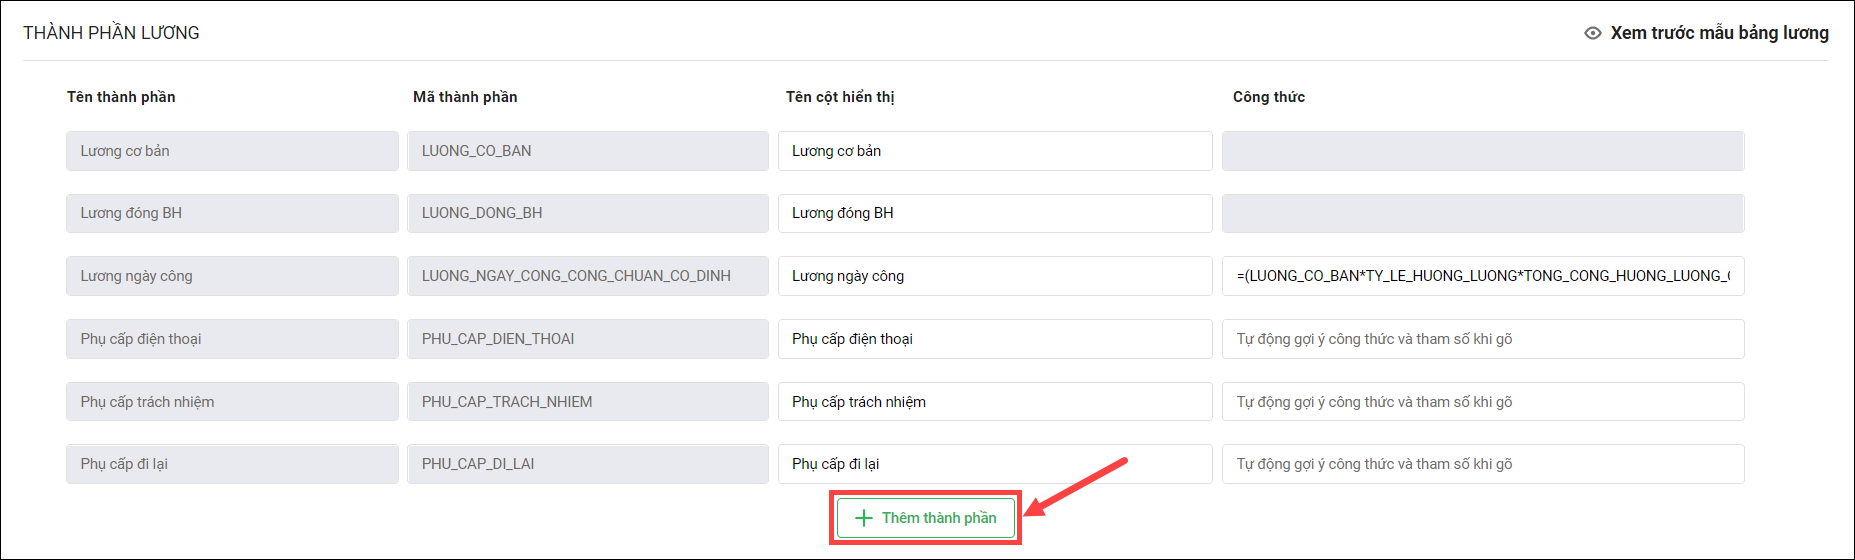 THÀNH PHẦN LƯƠNG
Xem trước mẫu bảng lương
Tên thành phần Mã thành phần Tên cột hiển thị Công thức
Lương cơ bản LUONG_CO_BAN Lương cơ bản
Lương đóng BH LUONG_DONG_BH Lương đóng BH
Lương ngày công LUONG_NGAY_CONG_CONG_CHUAN_CO_DINH Lương ngày công =(LUONG_CO_BAN*TY_LE_HUONG_LUONG*TONG_CONG_HUONG_LUONG_
Phụ cấp điện thoại PHU_CAP_DIEN_THOAI Phụ cấp điện thoại Tự động gợi ý công thức và tham số khi gõ
Phụ cấp trách nhiệm PHU_CAP_TRACH_NHIEM Phụ cấp trách nhiệm Tự động gợi ý công thức và tham số khi gõ
Phụ cấp đi lại PHU_CAP_DI_LAI Phụ cấp đi lại Tự động gợi ý công thức và tham số khi gõ
Thêm thành phần